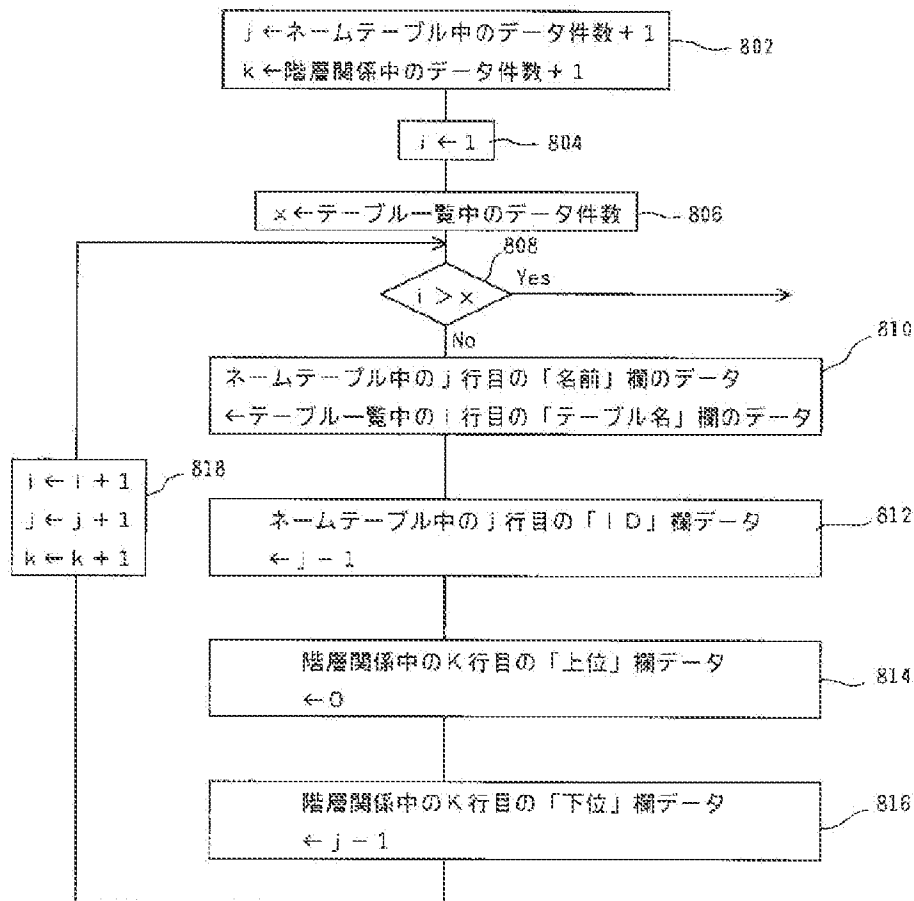 j←ネームテーブル中のデータ件数+1
k←階層関係中のデータ件数+1
802
i←1
804
x←テーブル一覧中のデータ件数
806
808
i>x
Yes
No
810
ネームテーブル中のj行目の「名前」欄のデータ
←テーブル一覧中のi行目の「テーブル名」欄のデータ
818
i←i+1
j←j+1
k←k+1
812
ネームテーブル中のj行目の「ID」欄データ
←j-1
814
階層関係中のK行目の「上位」欄データ
←0
816
階層関係中のK行目の「下位」欄データ
←j-1